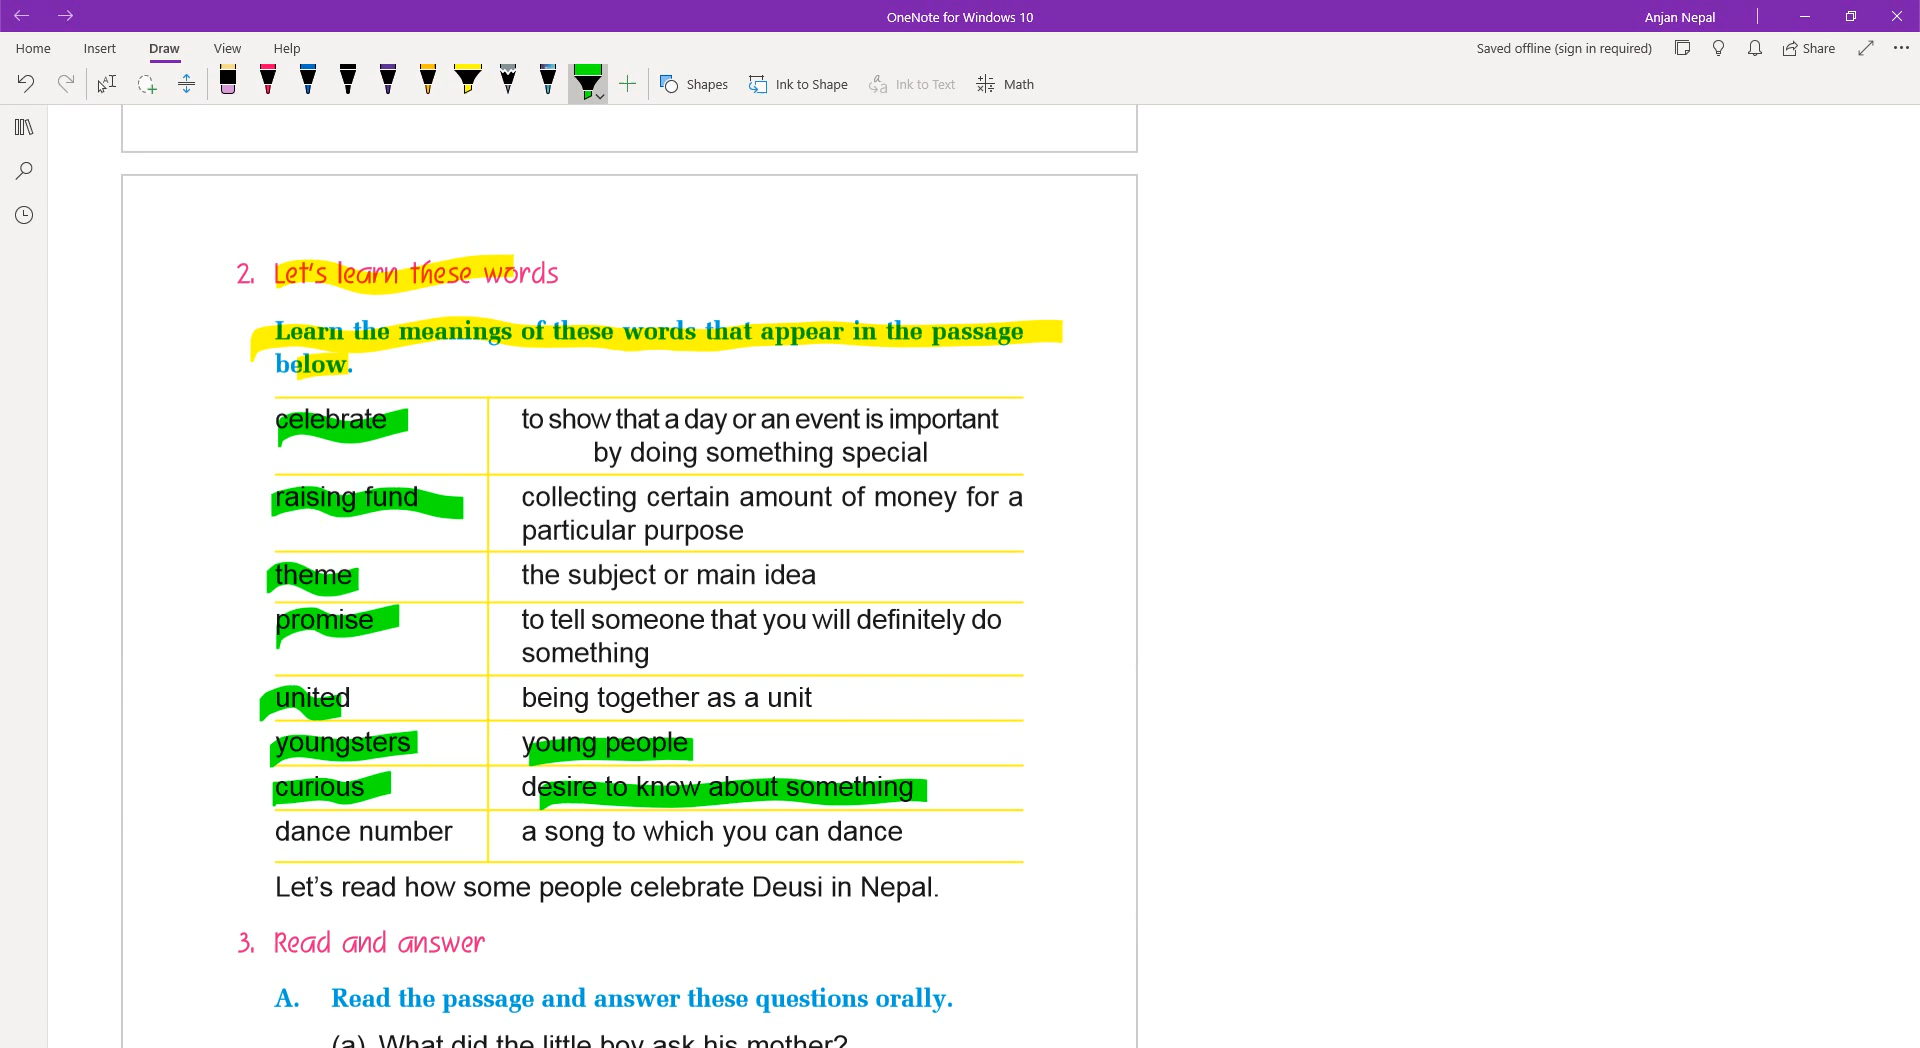 OneNote for Windows 10
Anjan Nepal
Home Insert Draw View Help
Saved offline (sign in required) Share
Shapes Ink to Shape Ink to Text Math
2. Let's learn these words
Learn the meanings of these words that appear in the passage
below.
celebrate to show that a day or an event is important
by doing something special
raising fund collecting certain amount of money for a
particular purpose
theme the subject or main idea
promise to tell someone that you will definitely do
something
united being together as a unit
youngsters young people
curious desire to know about something
dance number a song to which you can dance
Let's read how some people celebrate Deusi in Nepal.
3. Read and answer
A. Read the passage and answer these questions orally.
(a) What did the little boy ask his mother?